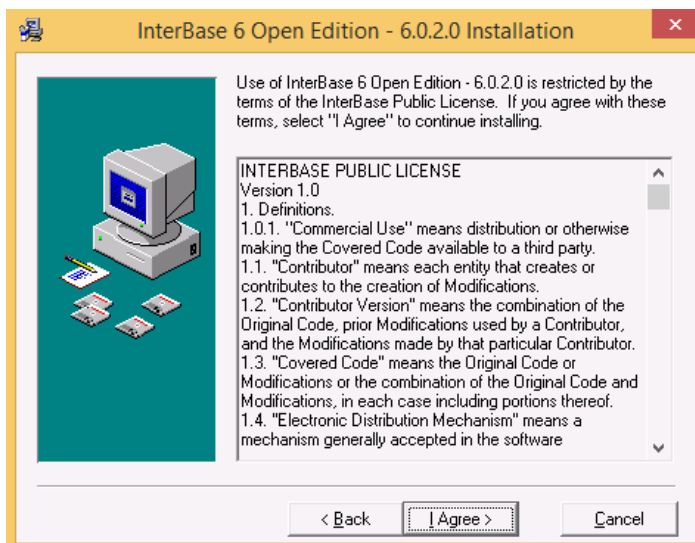 InterBase 6 Open Edition - 6.0.2.0 Installation
Use of InterBase 6 Open Edition - 6.0.2.0 is restricted by the
terms of the InterBase Public License.  If you agree with these
terms, select "I Agree" to continue installing.
INTERBASE PUBLIC LICENSE
Version 1.0
1. Definitions.
1.0.1. "Commercial Use" means distribution or otherwise
making the Covered Code available to a third party.
1.1. "Contributor" means each entity that creates or
contributes to the creation of Modifications.
1.2. "Contributor Version" means the combination of the
Original Code, prior Modifications used by a Contributor,
and the Modifications made by that particular Contributor.
1.3. "Covered Code" means the Original Code or
Modifications or the combination of the Original Code and
Modifications, in each case including portions thereof.
1.4. "Electronic Distribution Mechanism" means a
mechanism generally accepted in the software
< Back
I Agree >
Cancel